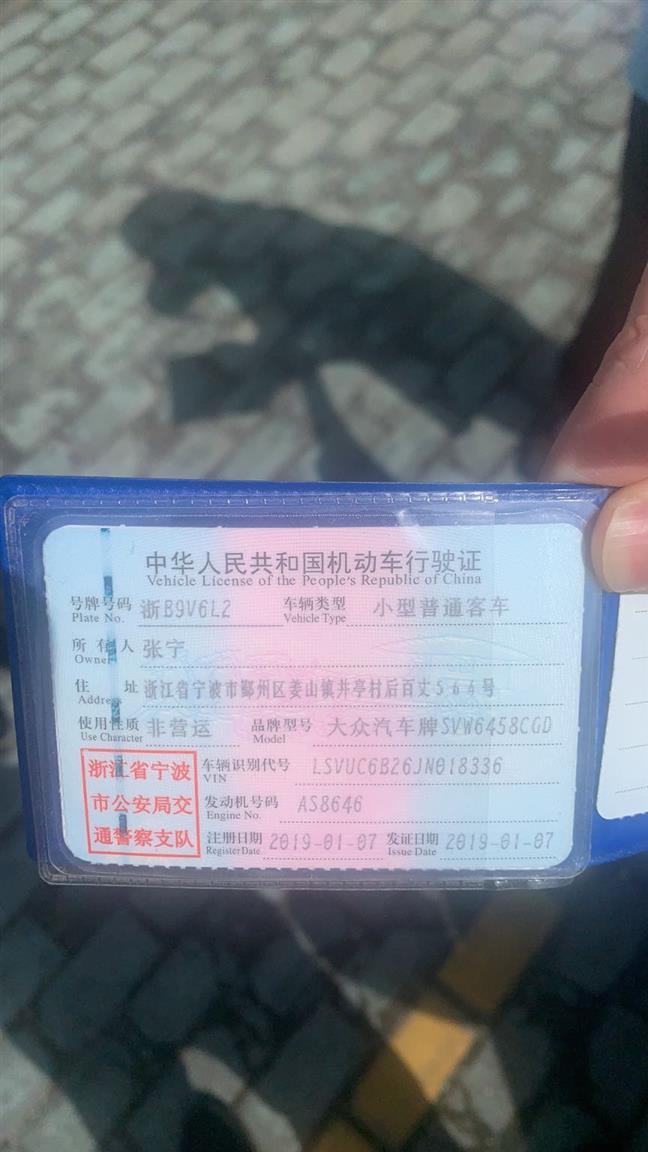 中华人民共和国机动车行驶证
Vehicle License of the People's Republic of China
号牌号码 浙B9V6L2 车辆类型 小型普通客车
Plate No. Vehicle Type
所有人 张宁
Owner
住 址 浙江省宁波市鄞州区姜山镇井亭村后百丈564号
Address
使用性质 非营运 品牌型号 大众汽车牌SVW6458CGD
Use Character Model
浙江省宁波 车辆识别代号 LSVUC6B26JN018336
VIN
市公安局交 发动机号码 AS8646
Engine No.
通警察支队 注册日期 2019-01-07 发证日期 2019-01-07
Register Date Issue Date